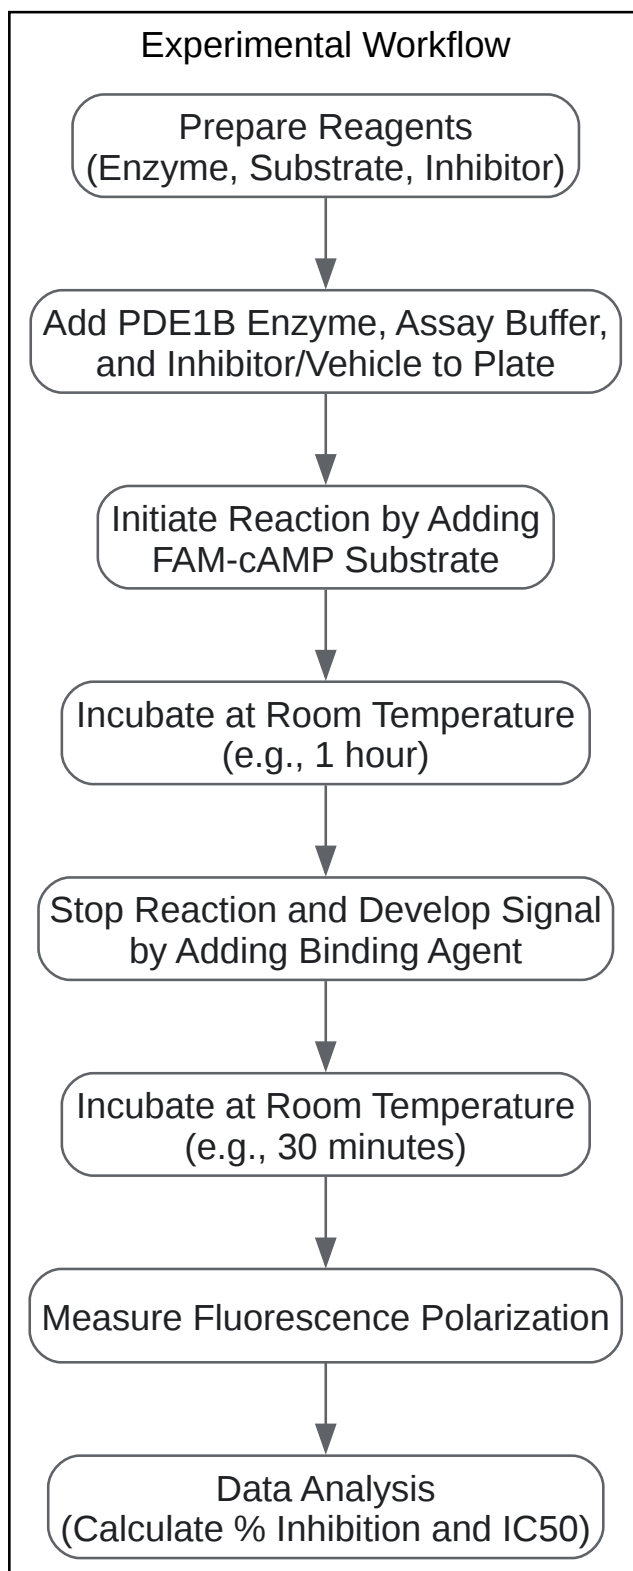 Experimental Workflow
Prepare Reagents
(Enzyme, Substrate, Inhibitor)
Add PDE1B Enzyme, Assay Buffer,
and Inhibitor/Vehicle to Plate
Initiate Reaction by Adding
FAM-cAMP Substrate
Incubate at Room Temperature
(e.g., 1 hour)
Stop Reaction and Develop Signal
by Adding Binding Agent
Incubate at Room Temperature
(e.g., 30 minutes)
Measure Fluorescence Polarization
Data Analysis
(Calculate % Inhibition and IC50)